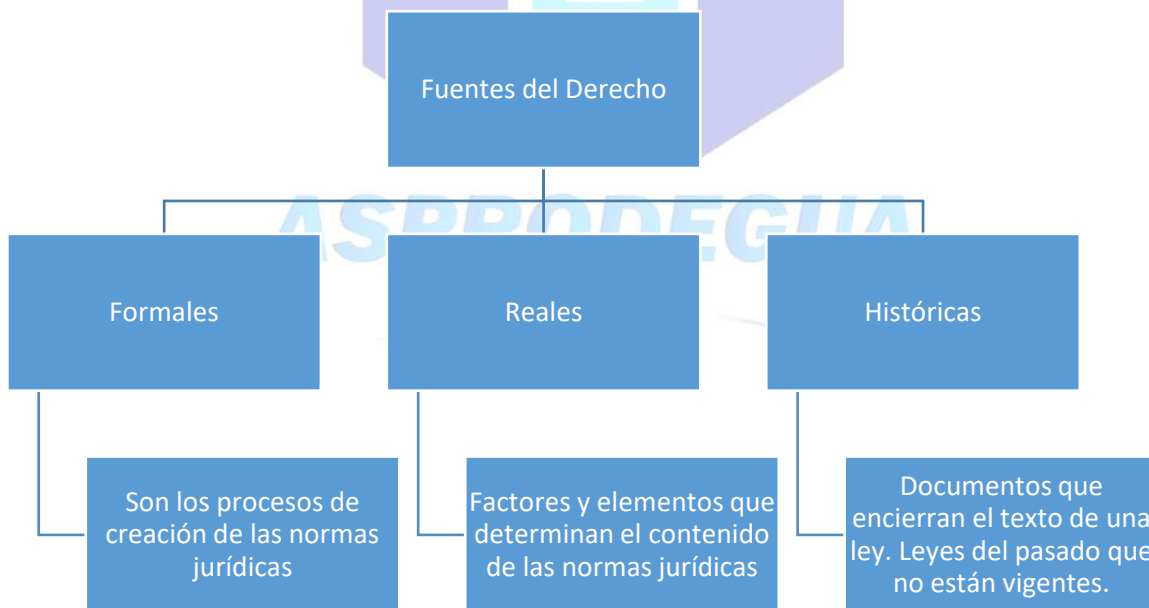 Fuentes del Derecho
ASPRODEGUA
Formales
Reales
Históricas
Son los procesos de
creación de las normas
jurídicas
Factores y elementos que
determinan el contenido
de las normas jurídicas
Documentos que
encierran el texto de una
ley. Leyes del pasado que
no están vigentes.